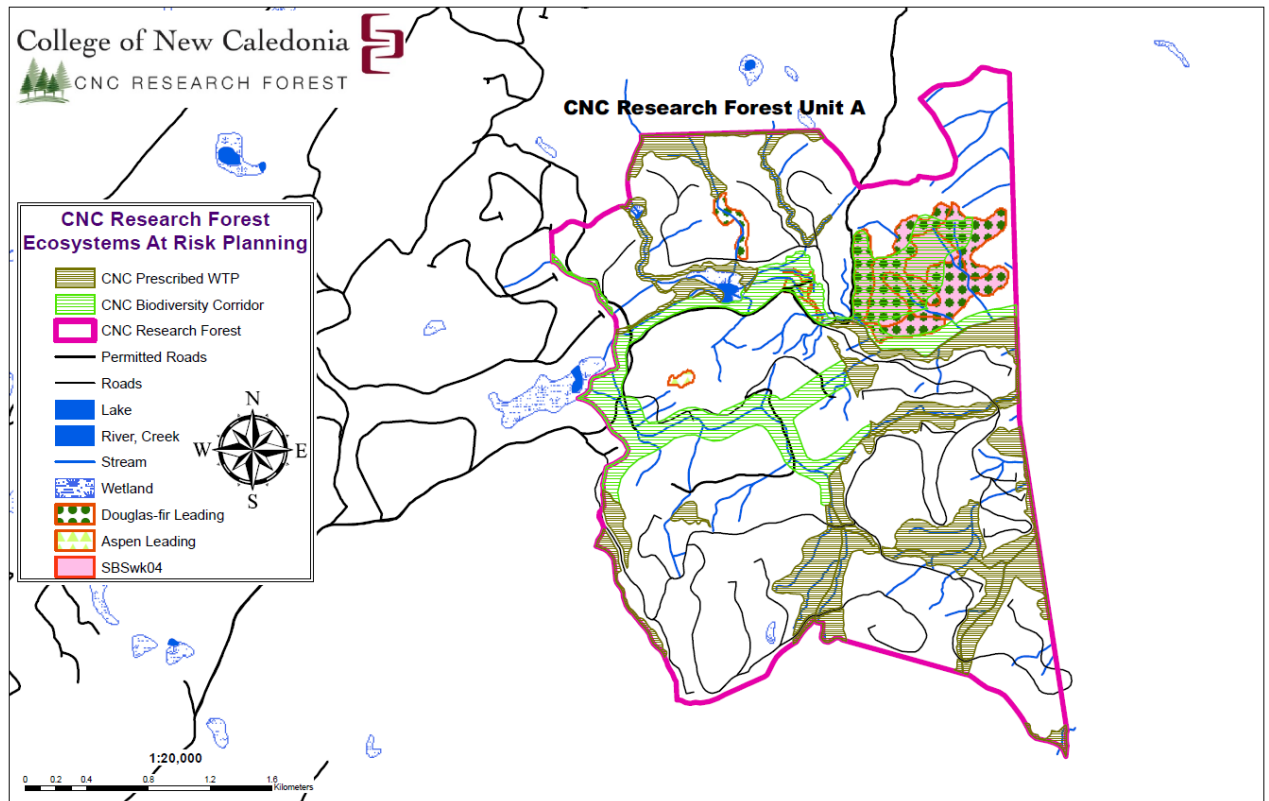 College of New Caledonia
CNC RESEARCH FOREST
CNC Research Forest Unit A
CNC Research Forest
Ecosystems At Risk Planning
CNC Prescribed WTP
CNC Biodiversity Corridor
CNC Research Forest
Permitted Roads
Roads
Lake
River, Creek
Stream
Wetland
Douglas-fir Leading
Aspen Leading
SBSwk04
N
W E
S
1:20,000
0 0.2 0.4 0.8 1.2 1.6
Kilometers